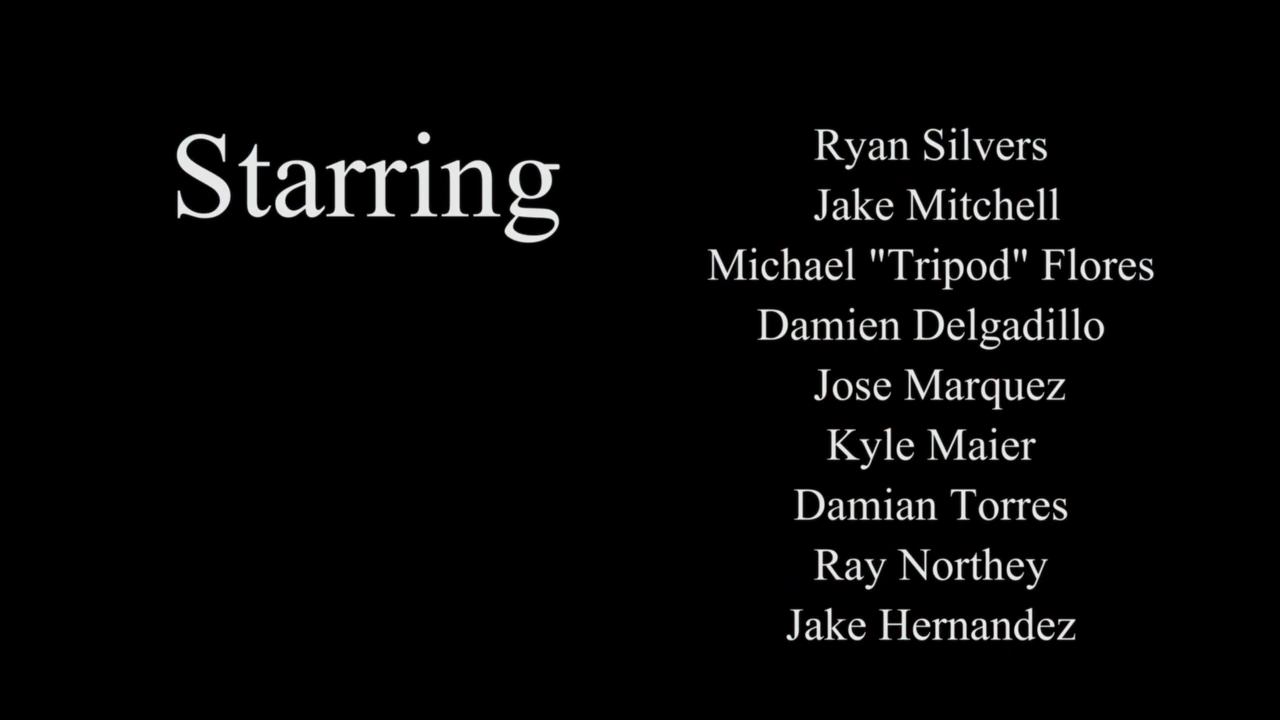 Starring
Ryan Silvers
Jake Mitchell
Michael "Tripod" Flores
Damien Delgadillo
Jose Marquez
Kyle Maier
Damian Torres
Ray Northey
Jake Hernandez